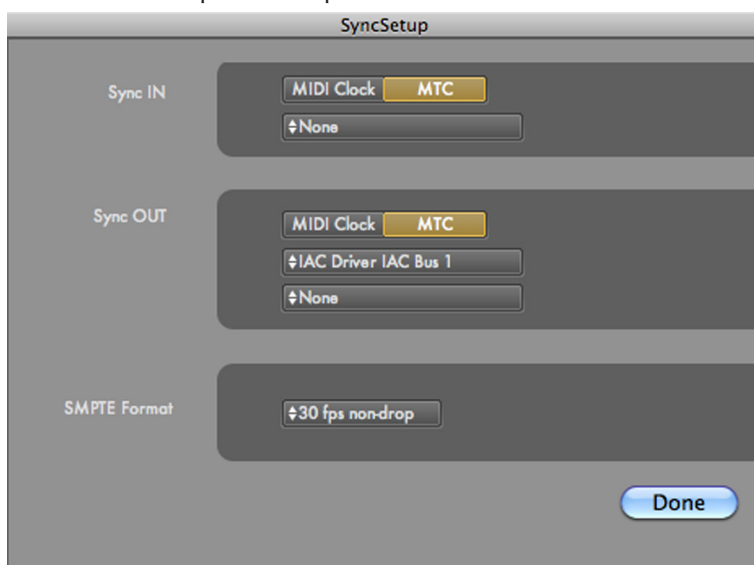 SyncSetup
Sync IN
MIDI Clock MTC
None
Sync OUT
MIDI Clock MTC
IAC Driver IAC Bus 1
None
SMPTE Format
30 fps non-drop
Done